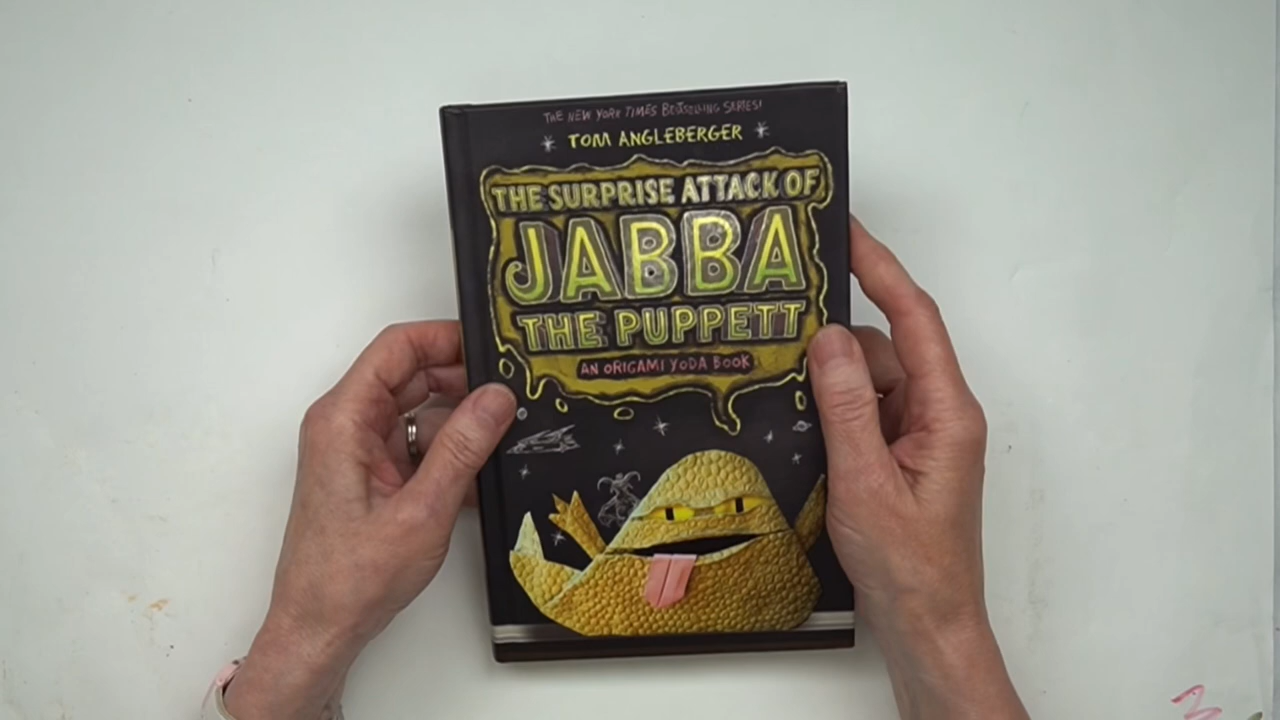 THE NEW YORK TIMES BESTSELLING SERIES!
TOM ANGLEBERGER
THE SURPRISE ATTACK OF
JABBA
THE PUPPETT
AN ORIGAMI YODA BOOK
3